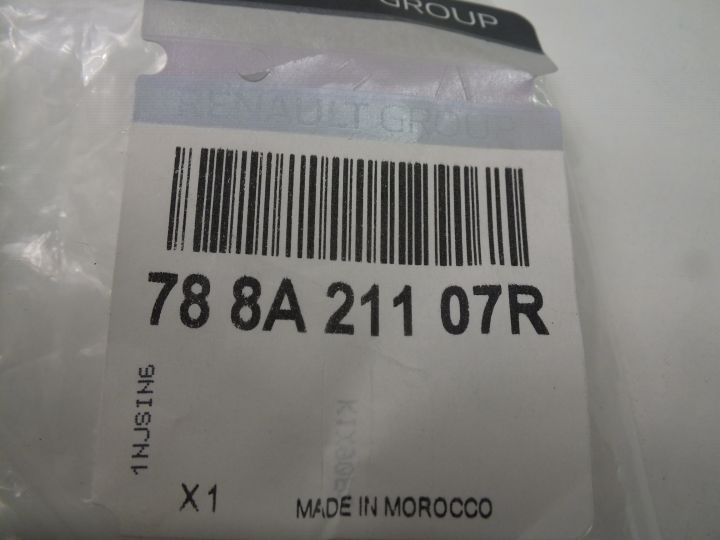 GROUP
RENAULT GROUP
78 8A 211 07R
1NJSIN6
X1
MADE IN MOROCCO